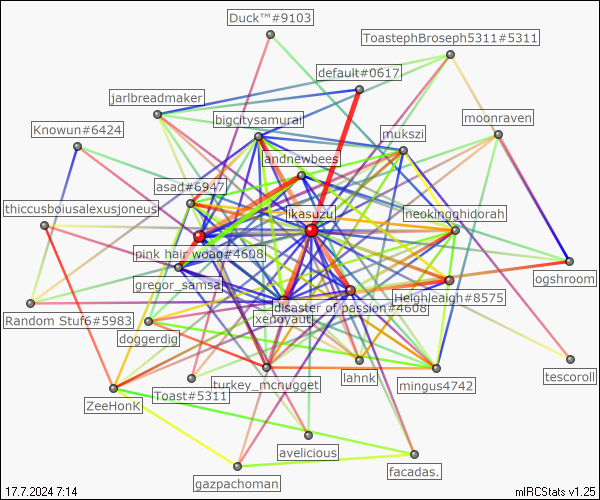 Duck™#9103
ToastephBroseph5311#5311
default#0617
jarlbreadmaker
bigcitysamurai
moonraven
Knowun#6424
mukszi
andnewbees
asad#6947
thiccusboiusalexusjoneus
likasuzu
neokingghidorah
pink hair woag#4608
gregor_samsa
ogshroom
Heighleaigh#8575
disaster of passion#4608
xenoyaut
Random Stuf6#5983
doggerdig
tescoroll
turkey_mcnugget
lahnk
mingus4742
Toast#5311
ZeeHonK
avelicious
facadas.
gazpachoman
17.7.2024 7:14
mIRCStats v1.25